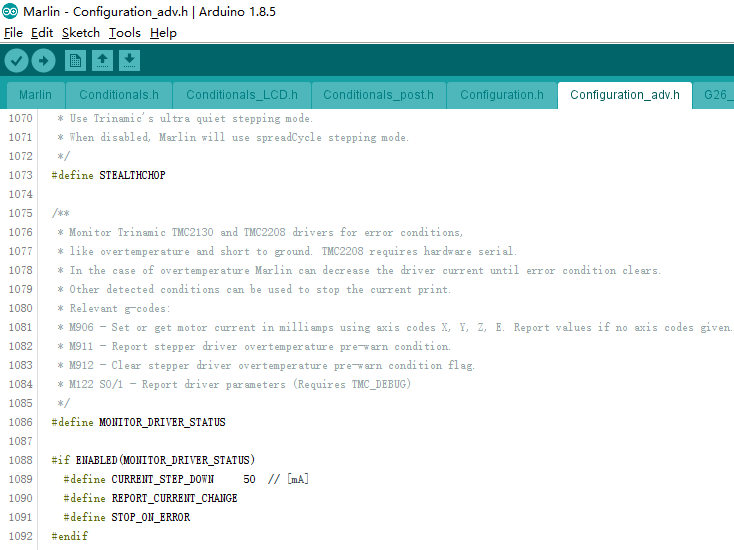 Marlin - Configuration_adv.h | Arduino 1.8.5
File Edit Sketch Tools Help
Marlin Conditionals.h Conditionals_LCD.h Conditionals_post.h Configuration.h Configuration_adv.h G26_
1070 * Use Trinamic's ultra quiet stepping mode.
1071 * When disabled, Marlin will use spreadCycle stepping mode.
1072 */
1073 #define STEALTHCHOP
1074
1075 /**
1076 * Monitor Trinamic TMC2130 and TMC2208 drivers for error conditions,
1077 * like overtemperature and short to ground. TMC2208 requires hardware serial.
1078 * In the case of overtemperature Marlin can decrease the driver current until error condition clears.
1079 * Other detected conditions can be used to stop the current print.
1080 * Relevant g-codes:
1081 * M906 - Set or get motor current in milliamps using axis codes X, Y, Z, E. Report values if no axis codes given.
1082 * M911 - Report stepper driver overtemperature pre-warn condition.
1083 * M912 - Clear stepper driver overtemperature pre-warn condition flag.
1084 * M122 S0/1 - Report driver parameters (Requires TMC_DEBUG)
1085 */
1086 #define MONITOR_DRIVER_STATUS
1087
1088 #if ENABLED(MONITOR_DRIVER_STATUS)
1089 #define CURRENT_STEP_DOWN 50 // [mA]
1090 #define REPORT_CURRENT_CHANGE
1091 #define STOP_ON_ERROR
1092 #endif